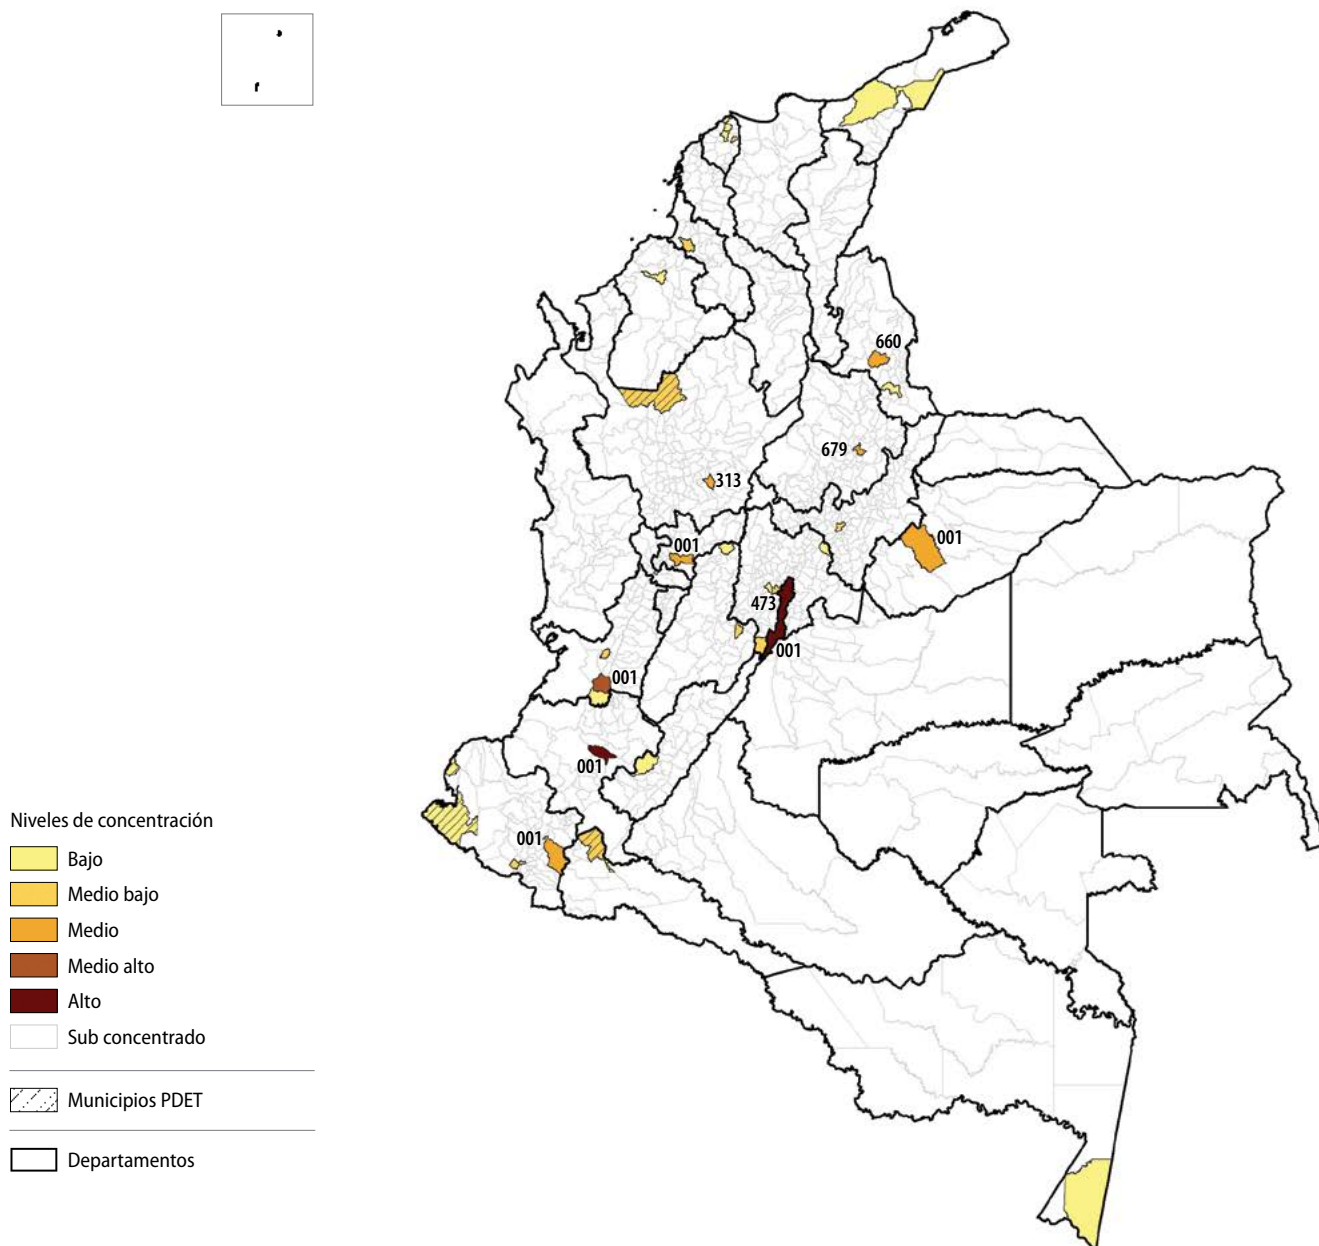 660
679
313
001
001
473
001
001
001
001
Niveles de concentración
Bajo
Medio bajo
Medio
Medio alto
Alto
Sub concentrado
Municipios PDET
Departamentos